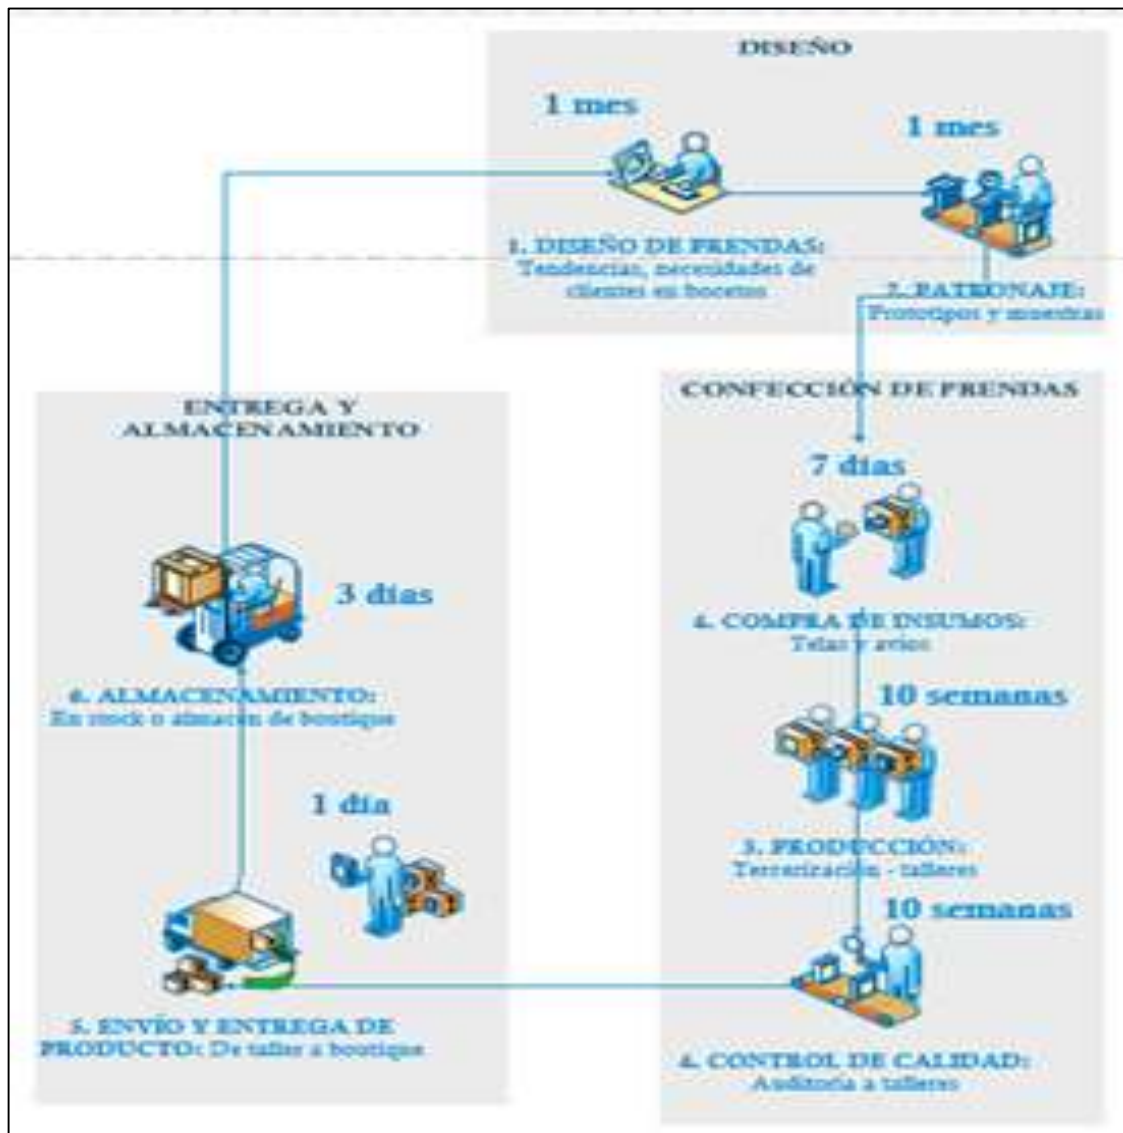 DISEÑO
1 mes
1 mes
1. DISEÑO DE PRENDAS:
Tendencias, necesidades de
clientes en bocetos
2. PATRONAJE:
Prototipos y muestras
CONFECCIÓN DE PRENDAS
7 días
COMPRA DE INSUMOS:
Telas y avíos
10 semanas
3. PRODUCCIÓN:
Tercerización - talleres
10 semanas
4. CONTROL DE CALIDAD:
Auditoría a talleres
ENTREGA Y
ALMACENAMIENTO
3 días
6. ALMACENAMIENTO:
En stock o almacén de boutique
1 día
5. ENVÍO Y ENTREGA DE
PRODUCTO: De taller a boutique